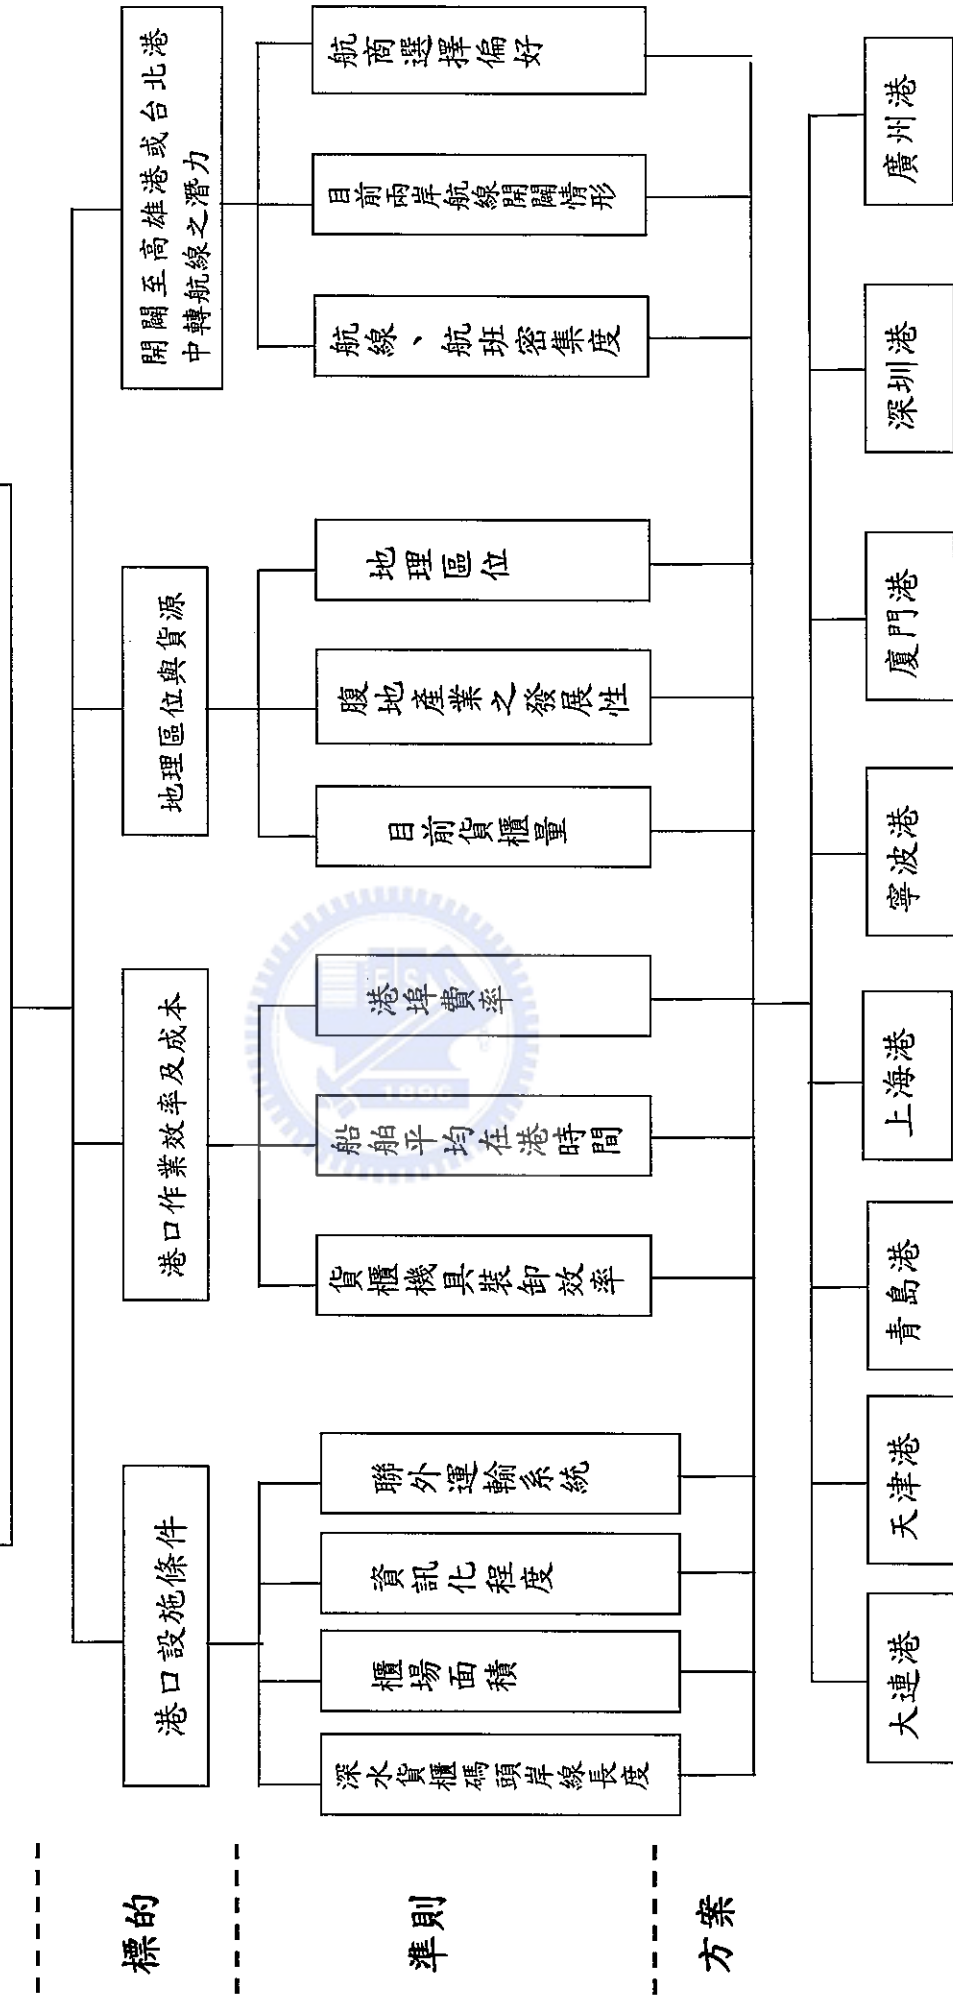 標的
港口設施條件
港口作業效率及成本
地理區位與貨源
開闢至高雄港或台北港
中轉航線之潛力
準則
深水貨櫃碼頭岸線長度
櫃場面積
資訊化程度
聯外運輸系統
貨櫃機具裝卸效率
船舶平均在港時間
港埠費率
目前貨櫃量
腹地產業之發展性
地理區位
航線、航班密集度
目前兩岸航線開闢情形
航商選擇偏好
方案
大連港
天津港
青島港
上海港
寧波港
廈門港
深圳港
廣州港
1896